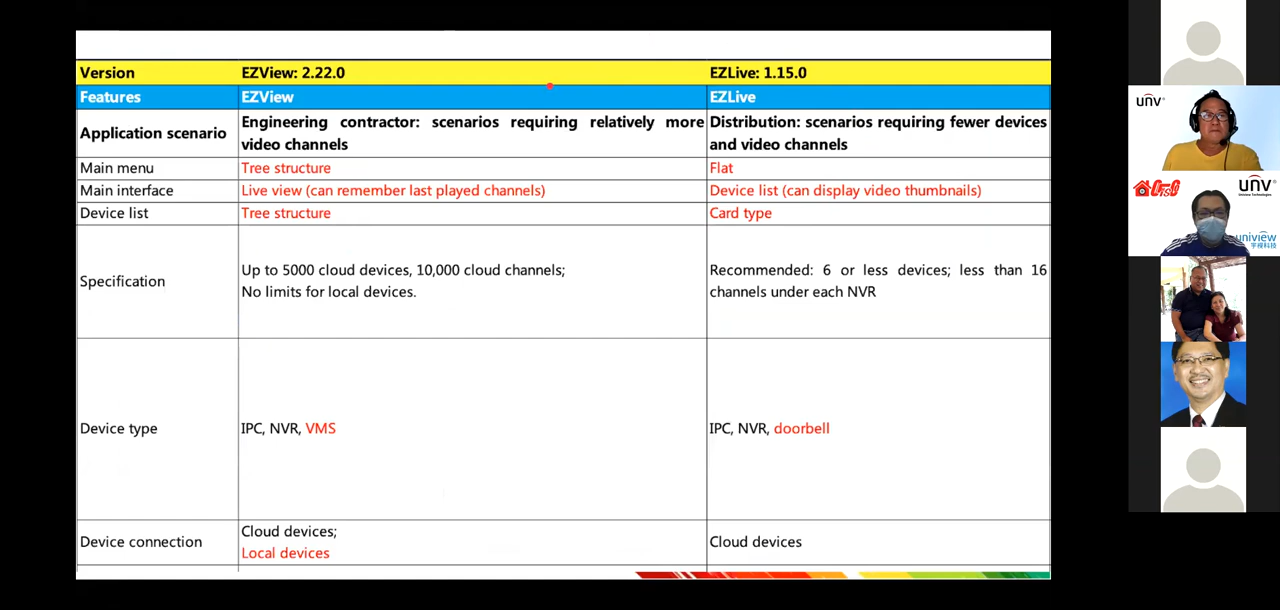 Version EZView: 2.22.0 EZLive: 1.15.0
Features EZView EZLive
Application scenario
Engineering contractor: scenarios requiring relatively more
video channels
Distribution: scenarios requiring fewer devices
and video channels
Main menu Tree structure Flat
Main interface Live view (can remember last played channels) Device list (can display video thumbnails)
Device list Tree structure Card type
Specification
Up to 5000 cloud devices, 10,000 cloud channels;
No limits for local devices.
Recommended: 6 or less devices; less than 16
channels under each NVR
Device type IPC, NVR, VMS IPC, NVR, doorbell
Device connection
Cloud devices;
Local devices
Cloud devices
unv
unv
uniview
宇視科技